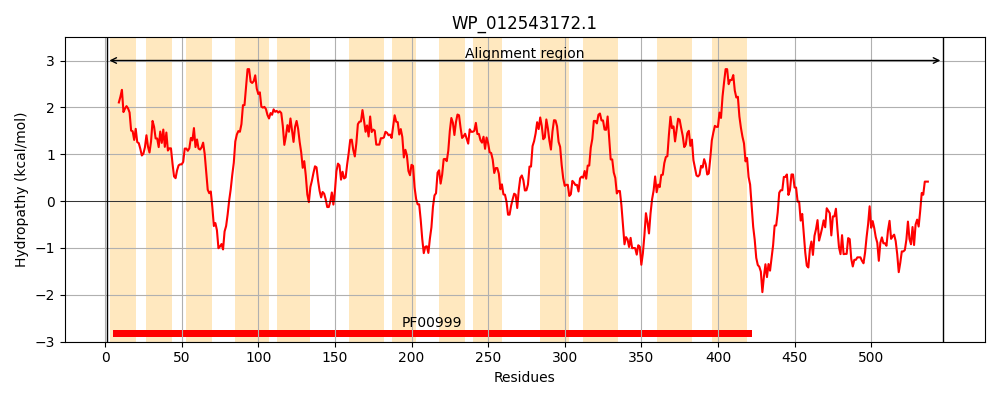 WP_012543172.1
Alignment region
3
2
1
0
−1
−2
−3
Hydropathy (kcal/mol)
PF00999
0 50 100 150 200 250 300 350 400 450 500
Residues